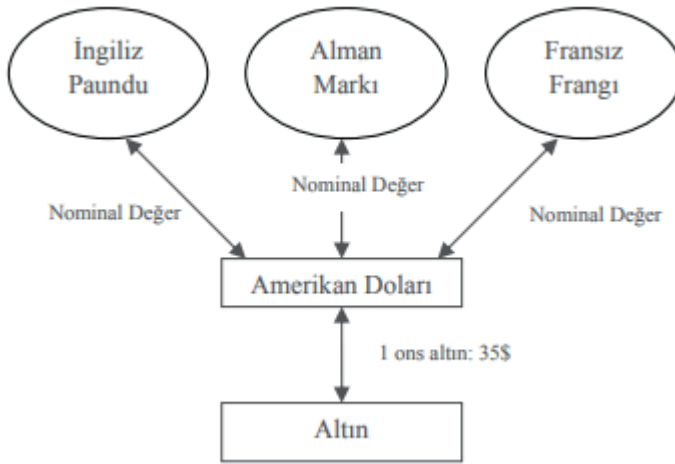 İngiliz
Paundu
Alman
Markı
Fransız
Frangı
Nominal Değer
Nominal Değer
Nominal Değer
Amerikan Doları
1 ons altın: 35$
Altın